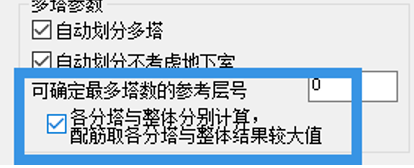 多塔参数
自动划分多塔
自动划分不考虑地下室
可确定最多塔数的参考层号 0
各分塔与整体分别计算，
配筋取各分塔与整体结果较大值